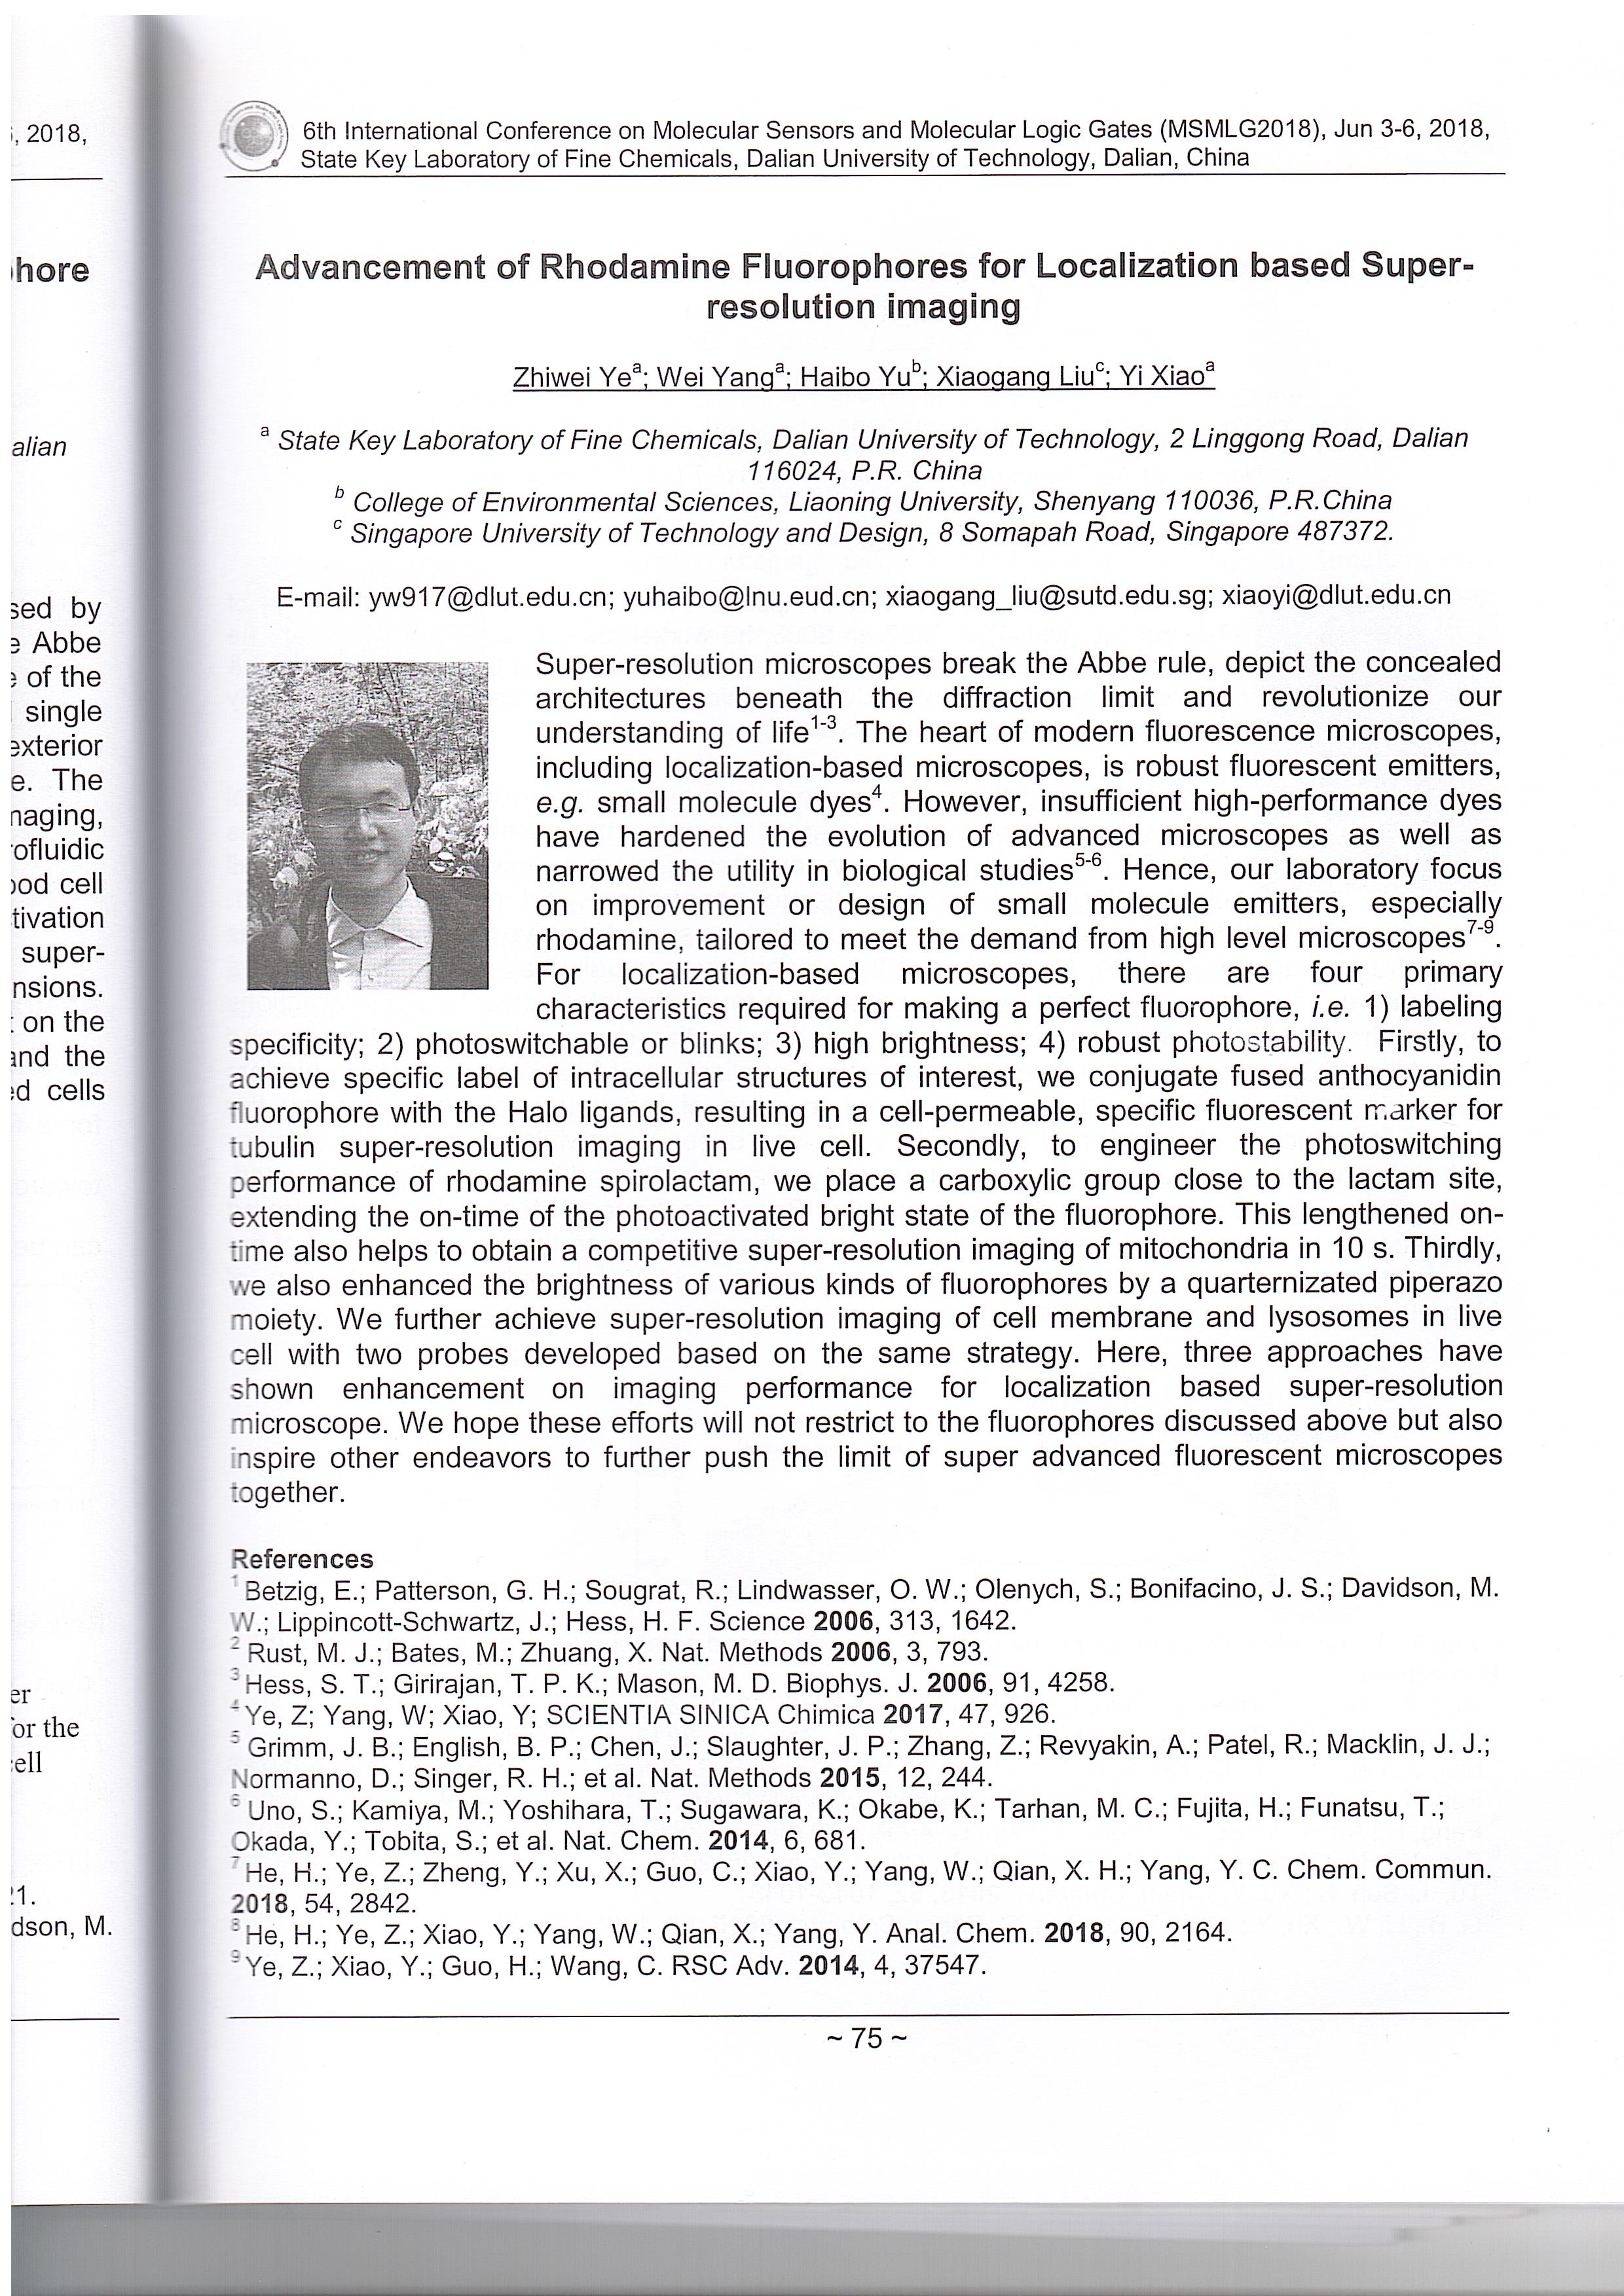 , 2018,
hore
alian
sed by
e Abbe
of the
single
exterior
e. The
naging,
ofluidic
ood cell
tivation
super-
nsions.
on the
and the
ed cells
er
or the
ell
21.
dson, M.
6th International Conference on Molecular Sensors and Molecular Logic Gates (MSMLG2018), Jun 3-6, 2018,
State Key Laboratory of Fine Chemicals, Dalian University of Technology, Dalian, China
Advancement of Rhodamine Fluorophores for Localization based Super-
resolution imaging
Zhiwei Yeᵃ; Wei Yangᵃ; Haibo Yuᵇ; Xiaogang Liuᶜ; Yi Xiaoᵃ
ᵃ State Key Laboratory of Fine Chemicals, Dalian University of Technology, 2 Linggong Road, Dalian
116024, P.R. China
ᵇ College of Environmental Sciences, Liaoning University, Shenyang 110036, P.R.China
ᶜ Singapore University of Technology and Design, 8 Somapah Road, Singapore 487372.
E-mail: yw917@dlut.edu.cn; yuhaibo@lnu.eud.cn; xiaogang_liu@sutd.edu.sg; xiaoyi@dlut.edu.cn
Super-resolution microscopes break the Abbe rule, depict the concealed
architectures beneath the diffraction limit and revolutionize our
understanding of life¹⁻³. The heart of modern fluorescence microscopes,
including localization-based microscopes, is robust fluorescent emitters,
e.g. small molecule dyes⁴. However, insufficient high-performance dyes
have hardened the evolution of advanced microscopes as well as
narrowed the utility in biological studies⁵⁻⁶. Hence, our laboratory focus
on improvement or design of small molecule emitters, especially
rhodamine, tailored to meet the demand from high level microscopes⁷⁻⁹.
For localization-based microscopes, there are four primary
characteristics required for making a perfect fluorophore, i.e. 1) labeling
specificity; 2) photoswitchable or blinks; 3) high brightness; 4) robust photostability. Firstly, to
achieve specific label of intracellular structures of interest, we conjugate fused anthocyanidin
fluorophore with the Halo ligands, resulting in a cell-permeable, specific fluorescent marker for
tubulin super-resolution imaging in live cell. Secondly, to engineer the photoswitching
performance of rhodamine spirolactam, we place a carboxylic group close to the lactam site,
extending the on-time of the photoactivated bright state of the fluorophore. This lengthened on-
time also helps to obtain a competitive super-resolution imaging of mitochondria in 10 s. Thirdly,
we also enhanced the brightness of various kinds of fluorophores by a quarternizated piperazo
moiety. We further achieve super-resolution imaging of cell membrane and lysosomes in live
cell with two probes developed based on the same strategy. Here, three approaches have
shown enhancement on imaging performance for localization based super-resolution
microscope. We hope these efforts will not restrict to the fluorophores discussed above but also
inspire other endeavors to further push the limit of super advanced fluorescent microscopes
together.
References
¹ Betzig, E.; Patterson, G. H.; Sougrat, R.; Lindwasser, O. W.; Olenych, S.; Bonifacino, J. S.; Davidson, M.
W.; Lippincott-Schwartz, J.; Hess, H. F. Science 2006, 313, 1642.
² Rust, M. J.; Bates, M.; Zhuang, X. Nat. Methods 2006, 3, 793.
³ Hess, S. T.; Girirajan, T. P. K.; Mason, M. D. Biophys. J. 2006, 91, 4258.
⁴ Ye, Z; Yang, W; Xiao, Y; SCIENTIA SINICA Chimica 2017, 47, 926.
⁵ Grimm, J. B.; English, B. P.; Chen, J.; Slaughter, J. P.; Zhang, Z.; Revyakin, A.; Patel, R.; Macklin, J. J.;
Normanno, D.; Singer, R. H.; et al. Nat. Methods 2015, 12, 244.
⁶ Uno, S.; Kamiya, M.; Yoshihara, T.; Sugawara, K.; Okabe, K.; Tarhan, M. C.; Fujita, H.; Funatsu, T.;
Okada, Y.; Tobita, S.; et al. Nat. Chem. 2014, 6, 681.
⁷ He, H.; Ye, Z.; Zheng, Y.; Xu, X.; Guo, C.; Xiao, Y.; Yang, W.; Qian, X. H.; Yang, Y. C. Chem. Commun.
2018, 54, 2842.
⁸ He, H.; Ye, Z.; Xiao, Y.; Yang, W.; Qian, X.; Yang, Y. Anal. Chem. 2018, 90, 2164.
⁹ Ye, Z.; Xiao, Y.; Guo, H.; Wang, C. RSC Adv. 2014, 4, 37547.
~ 75 ~